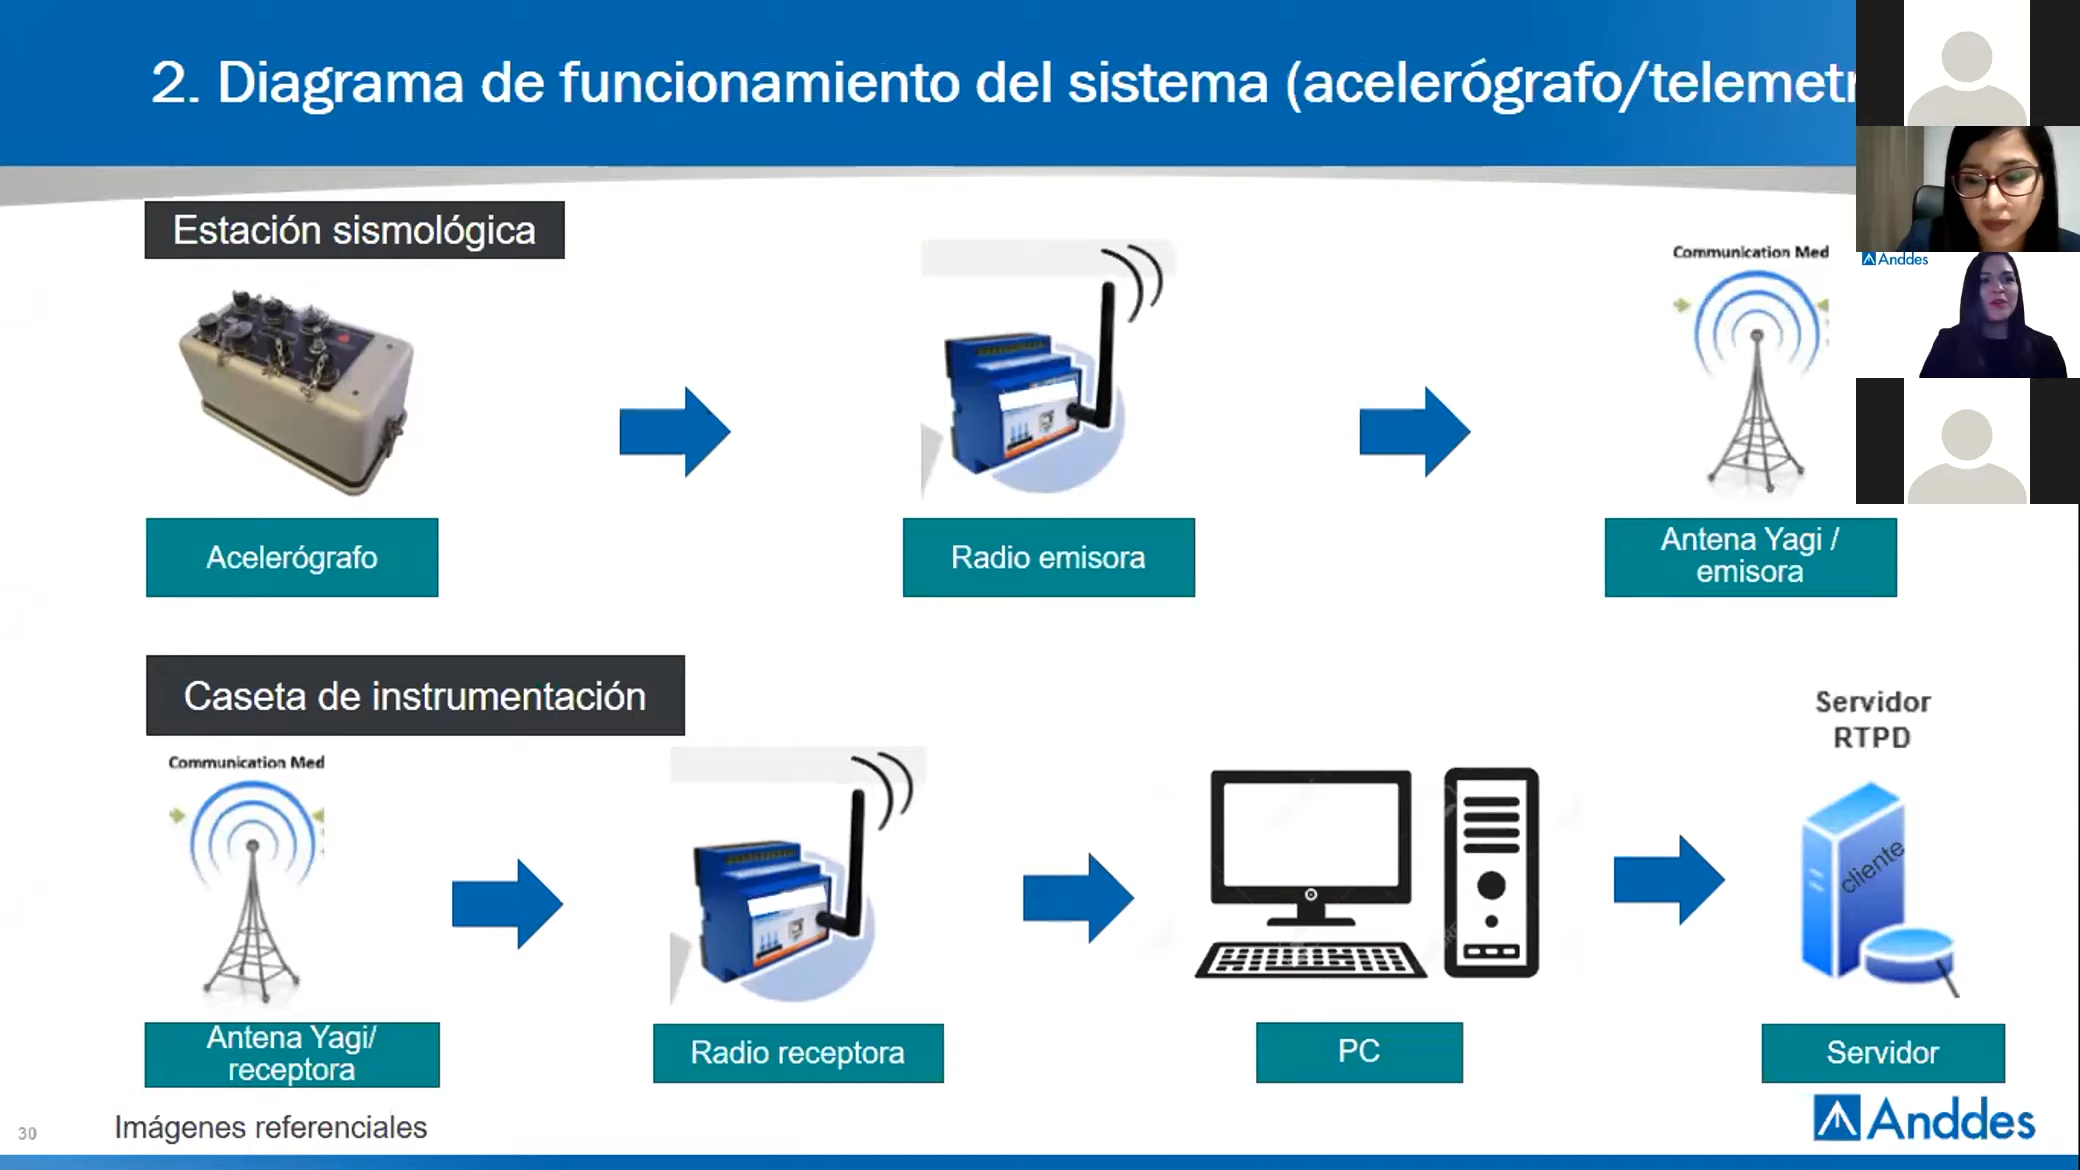 2. Diagrama de funcionamiento del sistema (acelerógrafo/telemetr
Estación sismológica
Communication Med
Anddes
Acelerógrafo
Radio emisora
Antena Yagi /
emisora
Caseta de instrumentación
Servidor
RTPD
Communication Med
cliente
Antena Yagi/
receptora
Radio receptora
PC
Servidor
30
Imágenes referenciales
Anddes